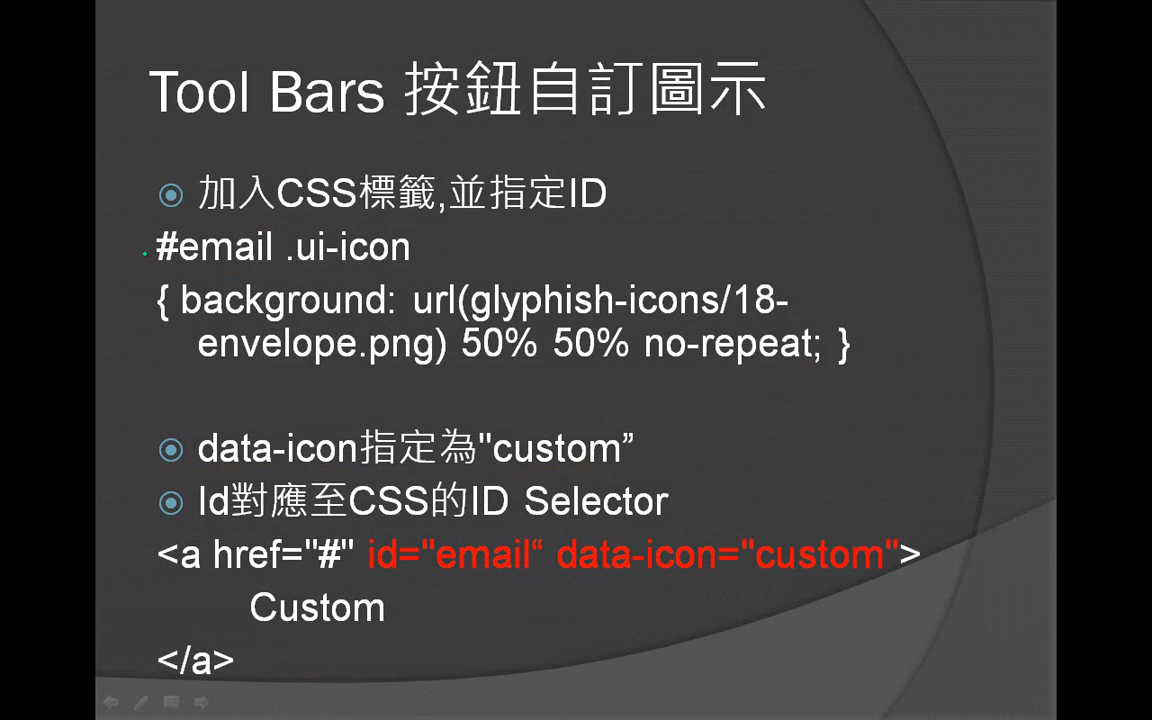 Tool Bars 按鈕自訂圖示
加入CSS標籤,並指定ID
#email .ui-icon
{ background: url(glyphish-icons/18-
envelope.png) 50% 50% no-repeat; }
data-icon指定為"custom”
Id對應至CSS的ID Selector
<a href="#" id="email“ data-icon="custom">
Custom
</a>